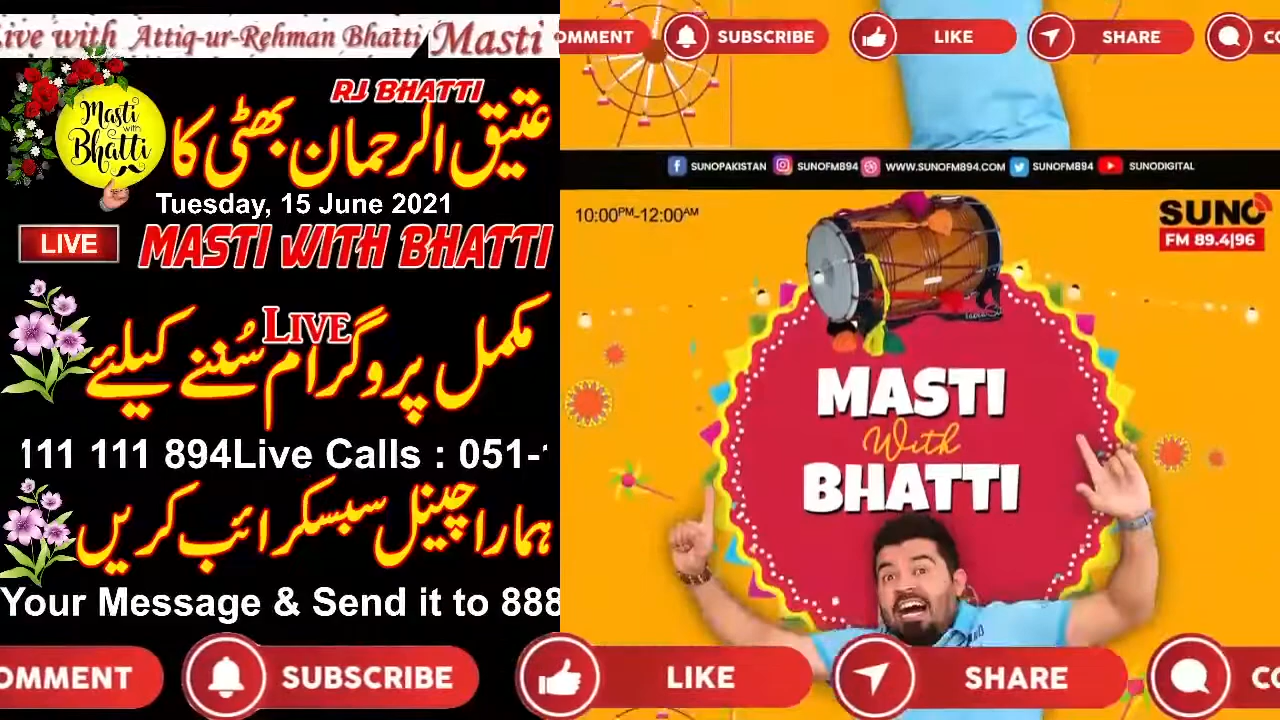 Live with Attiq-ur-Rehman Bhatti Masti
RJ BHATTI
Masti with Bhatti
عتیق الرحمان بھٹی کا
Tuesday, 15 June 2021
LIVE
MASTI WITH BHATTI
LIVE
مکمل پروگرام سُننے کیلئے
111 111 894Live Calls : 051-
ہمارا چینل سبسکرائب کریں
Your Message & Send it to 888
OMMENT SUBSCRIBE LIKE SHARE CO
SUNOPAKISTAN SUNOFM894 WWW.SUNOFM894.COM SUNOFM894 SUNODIGITAL
10:00PM-12:00AM
SUNO
FM 89.4|96
MASTI
With
BHATTI
OMMENT SUBSCRIBE LIKE SHARE CO